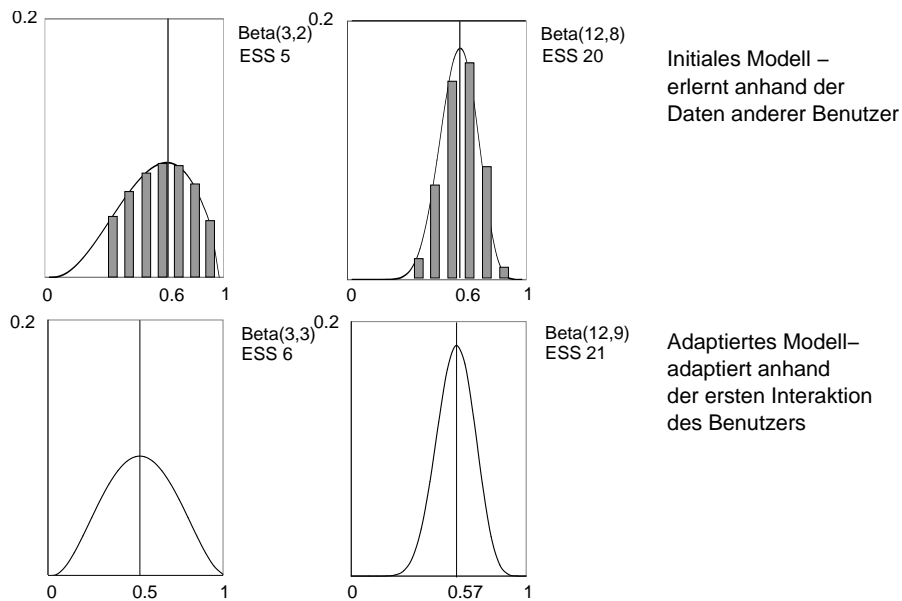 0.2
Beta(3,2)
ESS 5
0
0.6
1
0.2
Beta(12,8)
ESS 20
0
0.6
1
Initiales Modell –
erlernt anhand der
Daten anderer Benutzer
0.2
Beta(3,3)
ESS 6
0
0.5
1
0.2
Beta(12,9)
ESS 21
0
0.57
1
Adaptiertes Modell–
adaptiert anhand
der ersten Interaktion
des Benutzers